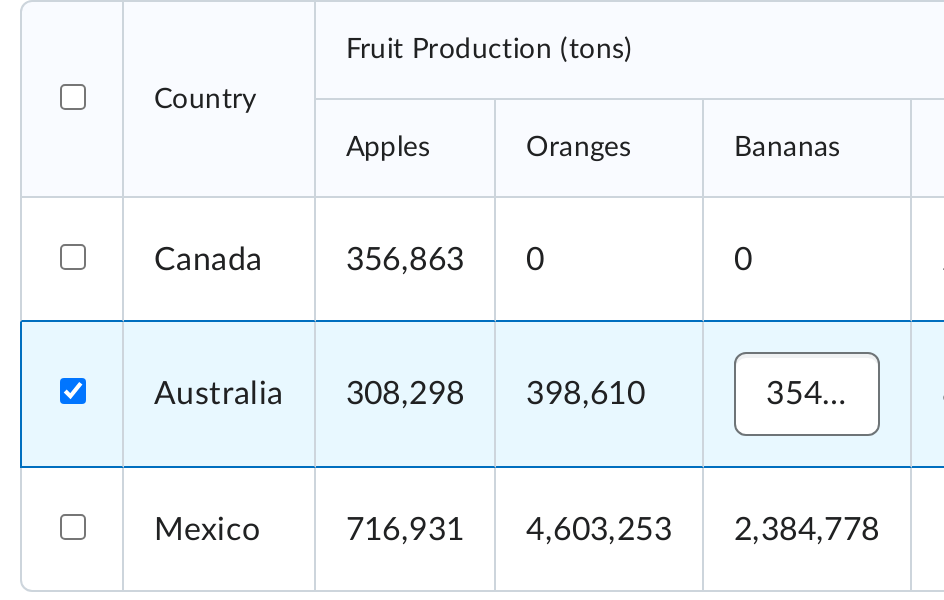 Fruit Production (tons)
Country
Apples Oranges Bananas
Canada 356,863 0 0
Australia 308,298 398,610 354...
Mexico 716,931 4,603,253 2,384,778